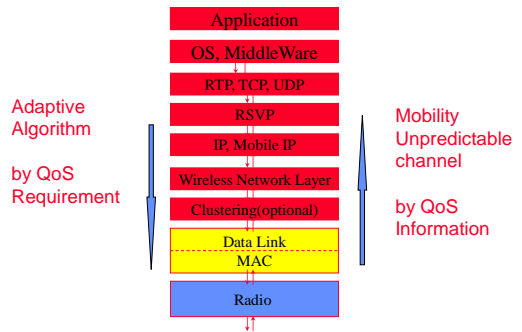 Application
OS, MiddleWare
RTP, TCP, UDP
RSVP
IP, Mobile IP
Wireless Network Layer
Clustering(optional)
Data Link
MAC
Radio
Adaptive
Algorithm
by QoS
Requirement
Mobility
Unpredictable
channel
by QoS
Information